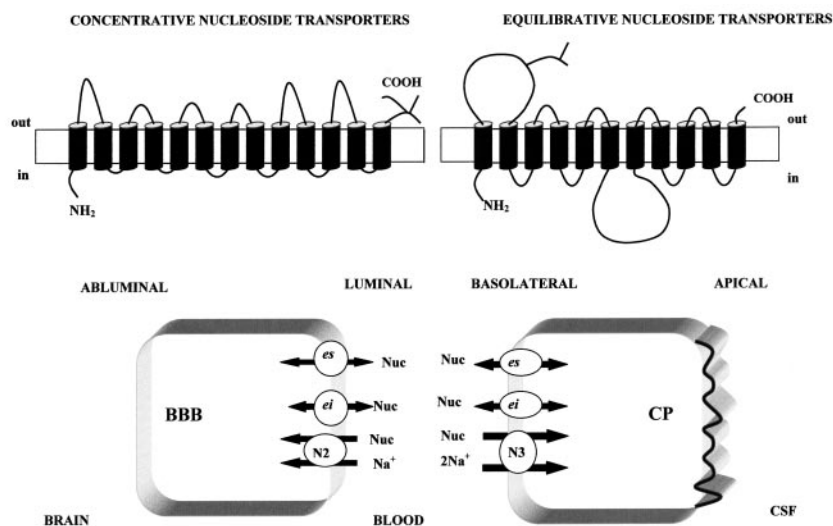 CONCENTRATIVE NUCLEOSIDE TRANSPORTERS
EQUILIBRATIVE NUCLEOSIDE TRANSPORTERS
COOH
out
in
NH2
COOH
out
in
NH2
ABLUMINAL
LUMINAL
BASOLATERAL
APICAL
es
Nuc
ei
Nuc
BBB
Nuc
N2
Na+
Nuc
es
Nuc
ei
CP
Nuc
N3
2Na+
BRAIN
BLOOD
CSF